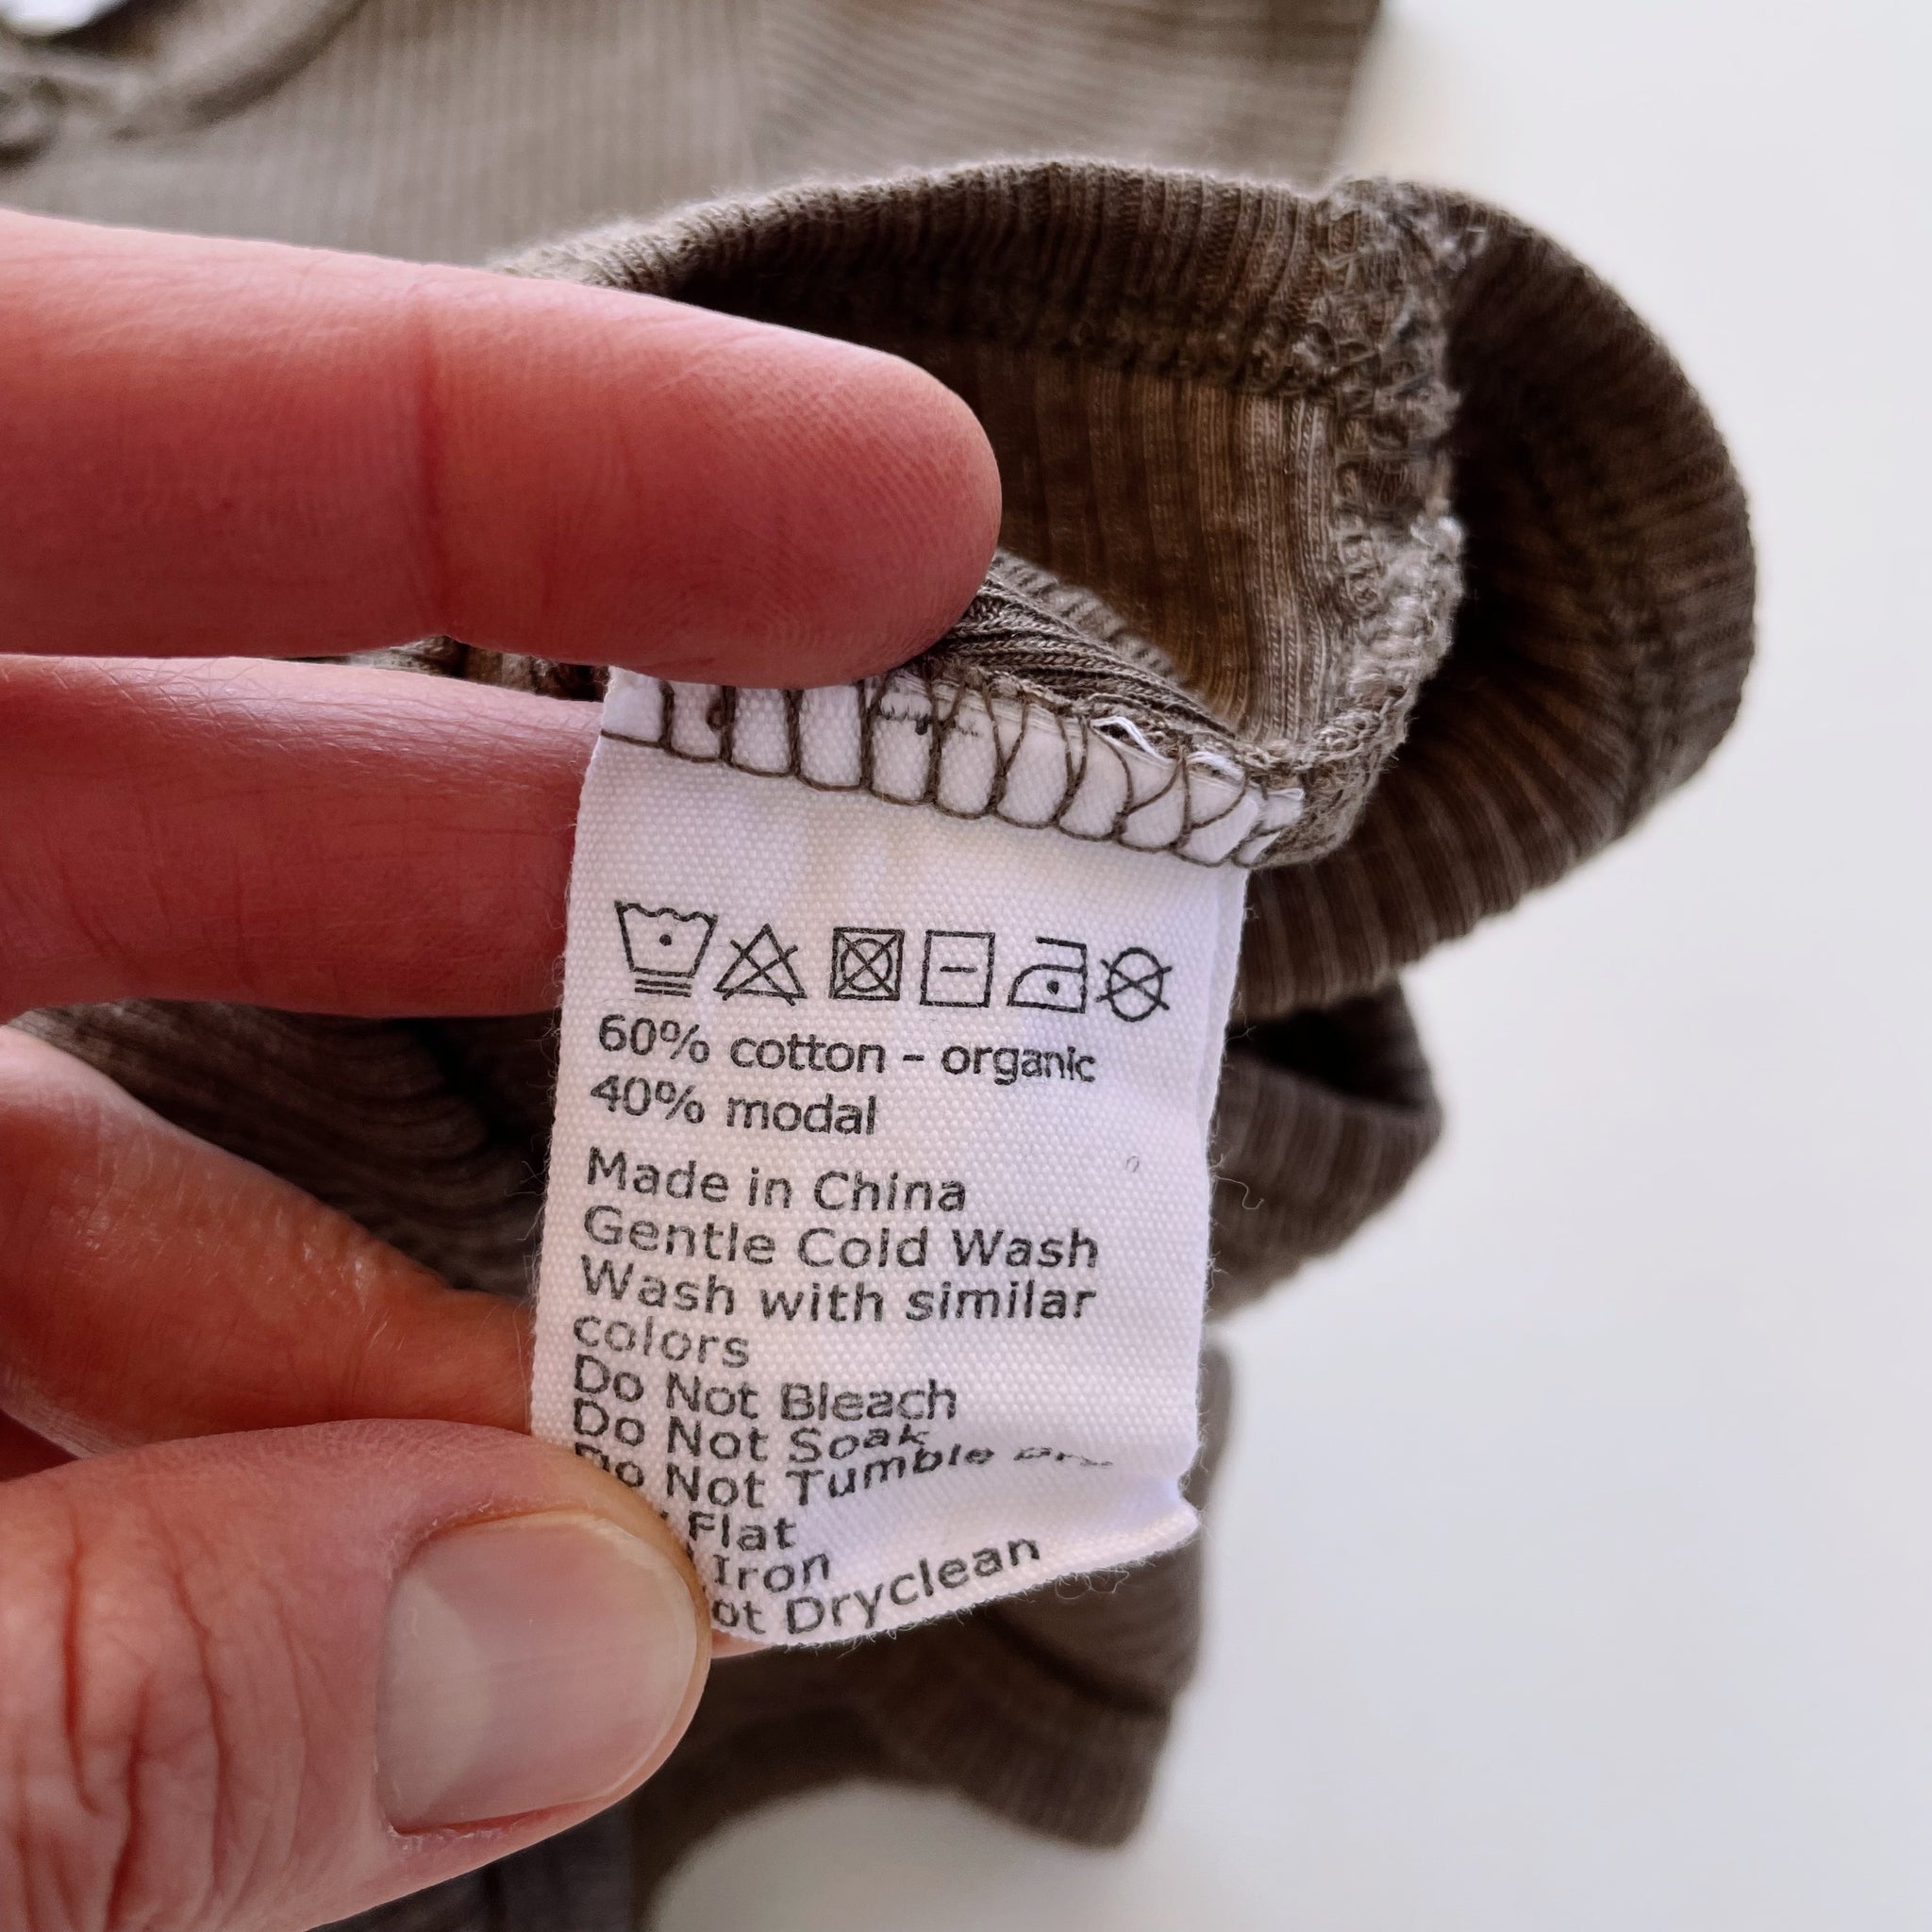 60% cotton - organic
40% modal
Made in China
Gentle Cold Wash
Wash with similar
colors
Do Not Bleach
Do Not Soak
Do Not Tumble
Flat
Iron
Dryclean